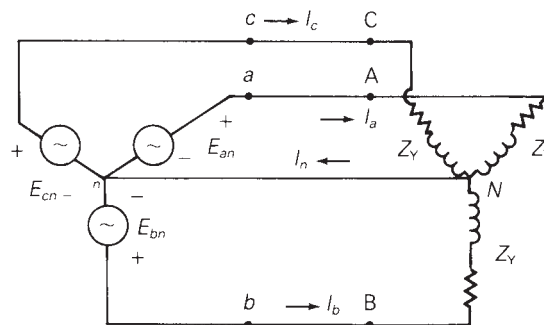 c I_c C
a A
+ I_a
+ ~ ~ − E_an I_n Z_Y Z
E_cn − n − N
~ E_bn
+ Z_Y
b I_b B